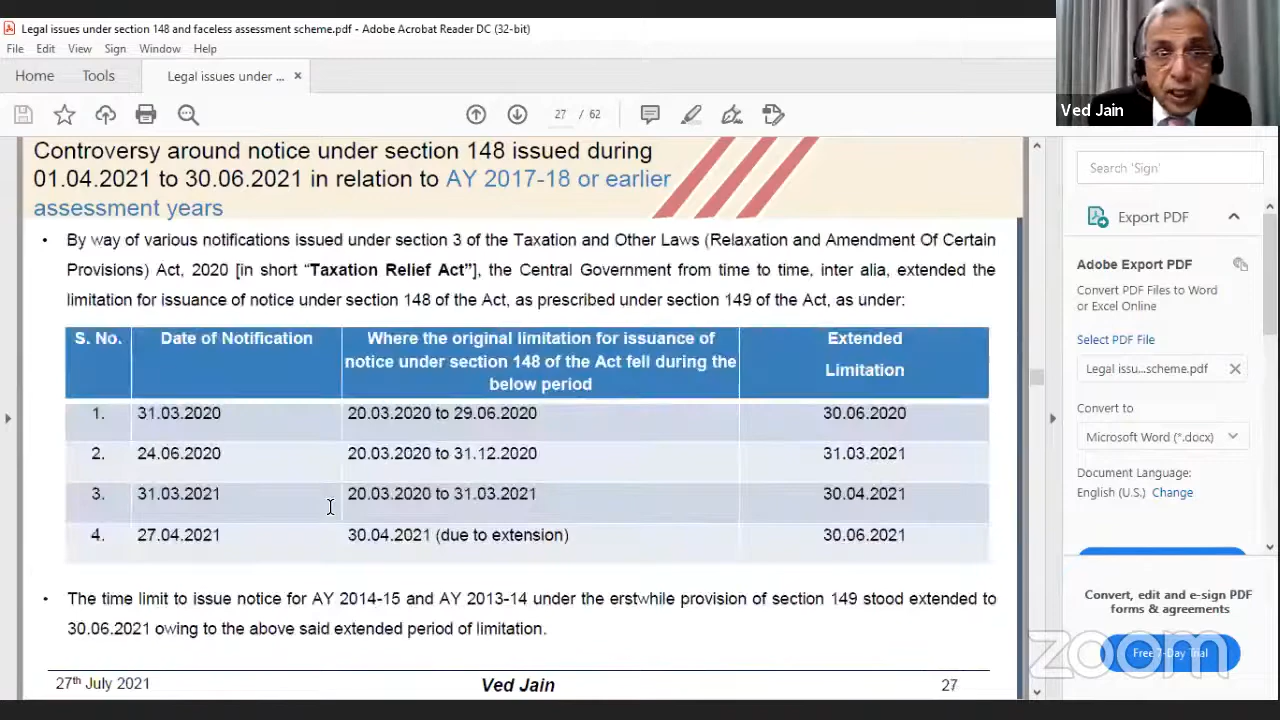 Legal issues under section 148 and faceless assessment scheme.pdf - Adobe Acrobat Reader DC (32-bit)
File Edit View Sign Window Help
Home Tools Legal issues under ... ×
27 / 62
Ved Jain
Controversy around notice under section 148 issued during
01.04.2021 to 30.06.2021 in relation to AY 2017-18 or earlier
assessment years
• By way of various notifications issued under section 3 of the Taxation and Other Laws (Relaxation and Amendment Of Certain
Provisions) Act, 2020 [in short “Taxation Relief Act”], the Central Government from time to time, inter alia, extended the
limitation for issuance of notice under section 148 of the Act, as prescribed under section 149 of the Act, as under:
S. No. Date of Notification Where the original limitation for issuance of notice under section 148 of the Act fell during the below period Extended Limitation
1. 31.03.2020 20.03.2020 to 29.06.2020 30.06.2020
2. 24.06.2020 20.03.2020 to 31.12.2020 31.03.2021
3. 31.03.2021 20.03.2020 to 31.03.2021 30.04.2021
4. 27.04.2021 30.04.2021 (due to extension) 30.06.2021
• The time limit to issue notice for AY 2014-15 and AY 2013-14 under the erstwhile provision of section 149 stood extended to
30.06.2021 owing to the above said extended period of limitation.
27th July 2021 Ved Jain 27
Search 'Sign'
Export PDF
Adobe Export PDF
Convert PDF Files to Word
or Excel Online
Select PDF File
Legal issu...scheme.pdf ×
Convert to
Microsoft Word (*.docx)
Document Language:
English (U.S.) Change
Convert, edit and e-sign PDF
forms & agreements
Free 7-Day Trial
zoom